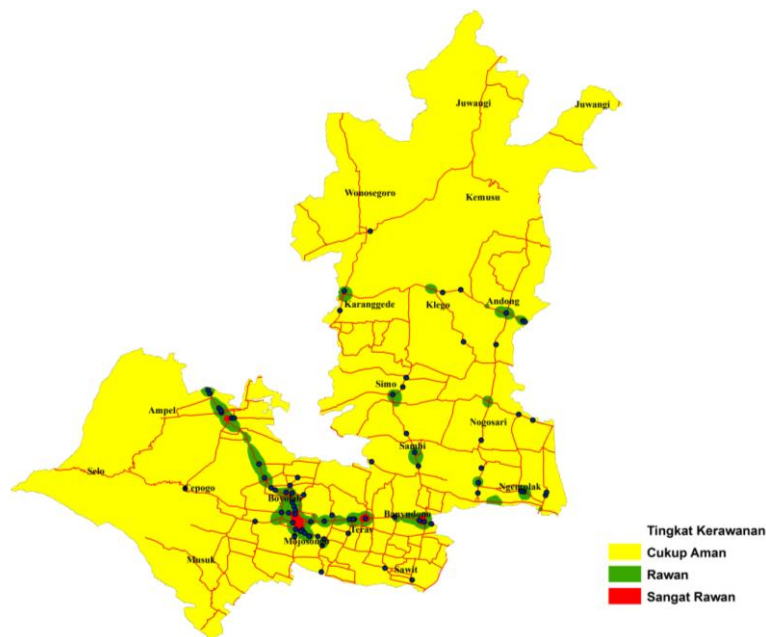 Juwangi
Juwangi
Wonosegoro
Kemusu
Karanggede
Klego
Andong
Simo
Ampel
Nogosari
Sambi
Selo
Cepogo
Ngemplak
Boyolali
Banyudono
Teras
Mojosongo
Musuk
Sawit
Tingkat Kerawanan
Cukup Aman
Rawan
Sangat Rawan